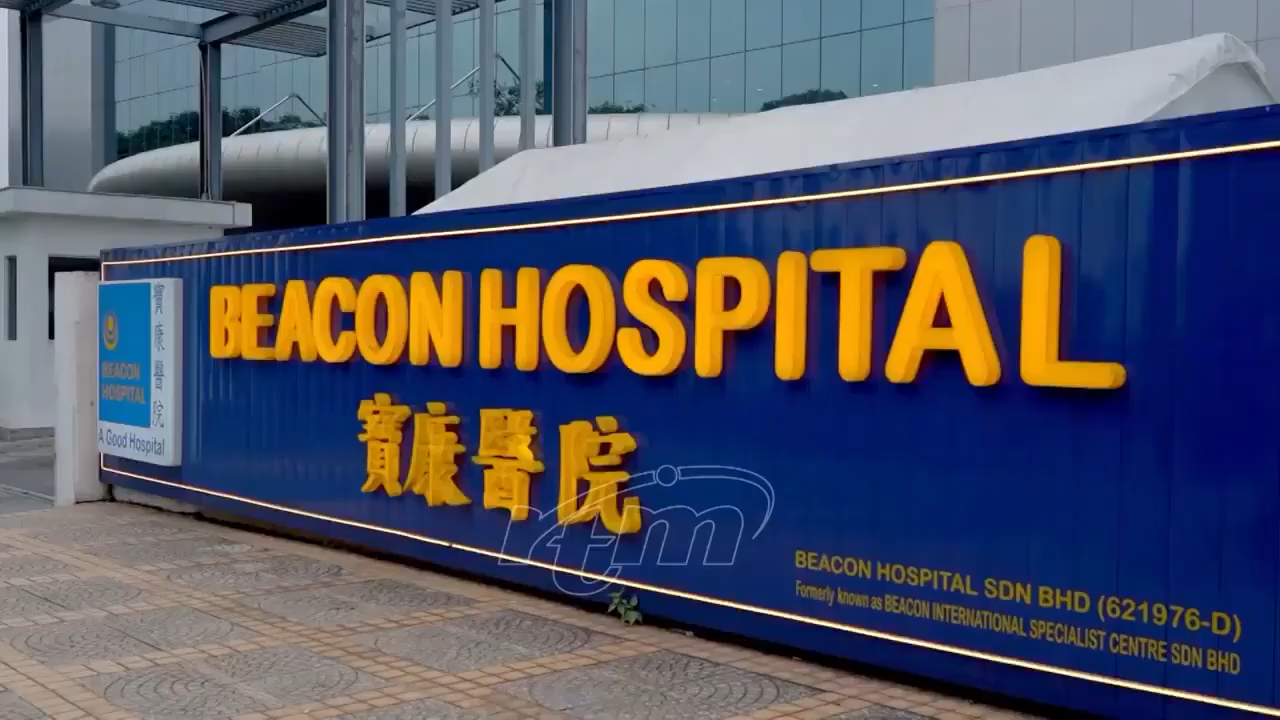 BEACON HOSPITAL
寶康醫院
寶康醫院
BEACON
HOSPITAL
A Good Hospital
rtm
BEACON HOSPITAL SDN BHD (621976-D)
Formerly known as BEACON INTERNATIONAL SPECIALIST CENTRE SDN BHD